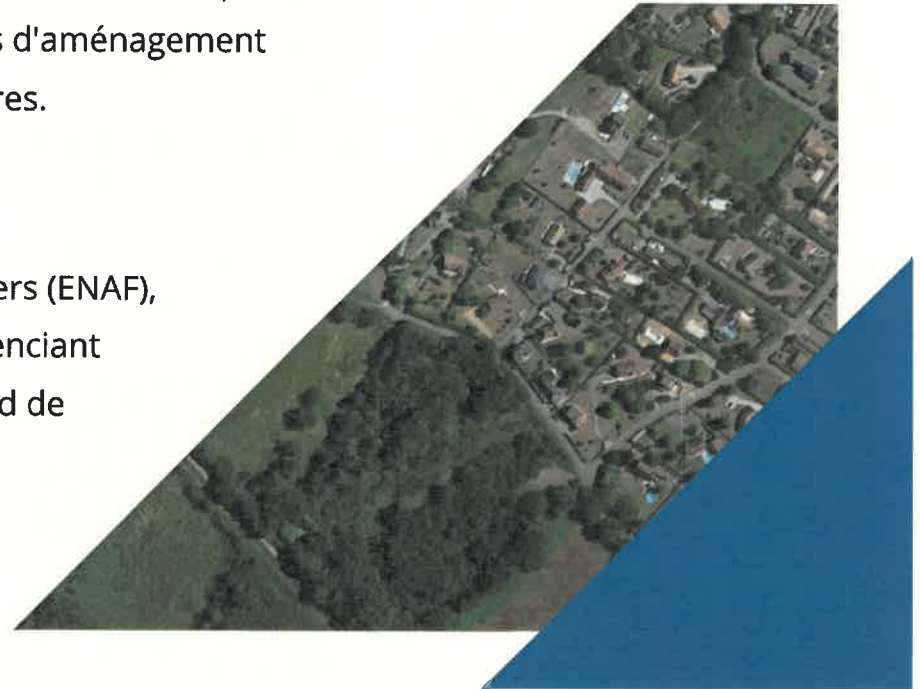 d'aménagement
res.
ers (ENAF),
enciant
d de